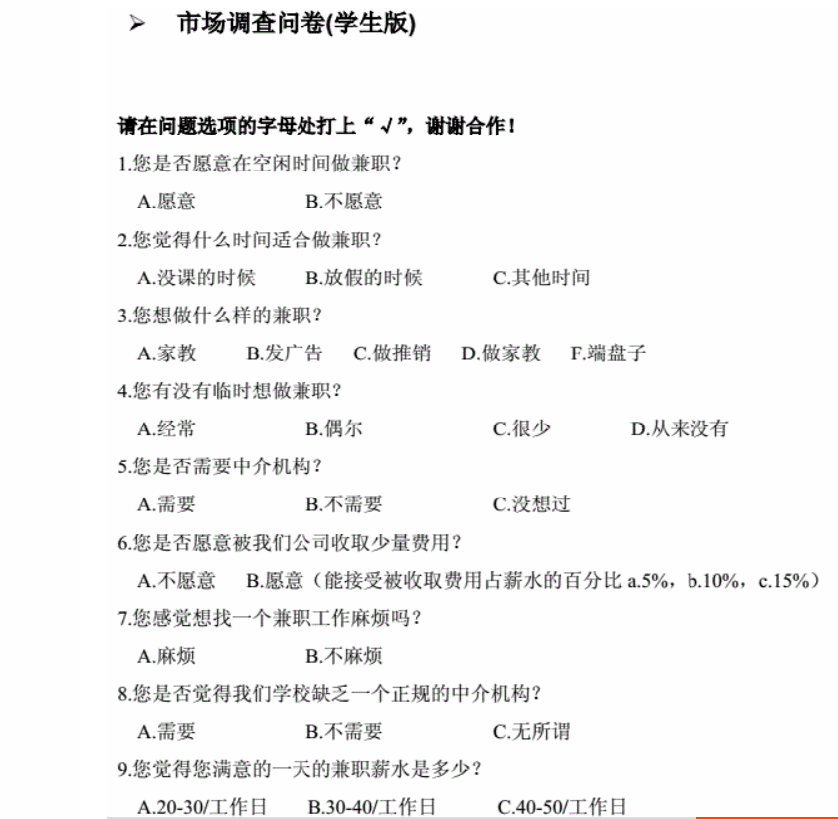 ➢ 市场调查问卷(学生版)
请在问题选项的字母处打上“√”，谢谢合作！
1.您是否愿意在空闲时间做兼职？
A.愿意 B.不愿意
2.您觉得什么时间适合做兼职？
A.没课的时候 B.放假的时候 C.其他时间
3.您想做什么样的兼职？
A.家教 B.发广告 C.做推销 D.做家教 F.端盘子
4.您有没有临时想做兼职？
A.经常 B.偶尔 C.很少 D.从来没有
5.您是否需要中介机构？
A.需要 B.不需要 C.没想过
6.您是否愿意被我们公司收取少量费用？
A.不愿意 B.愿意（能接受被收取费用占薪水的百分比 a.5%，b.10%，c.15%）
7.您感觉想找一个兼职工作麻烦吗？
A.麻烦 B.不麻烦
8.您是否觉得我们学校缺乏一个正规的中介机构？
A.需要 B.不需要 C.无所谓
9.您觉得您满意的一天的兼职薪水是多少？
A.20-30/工作日 B.30-40/工作日 C.40-50/工作日